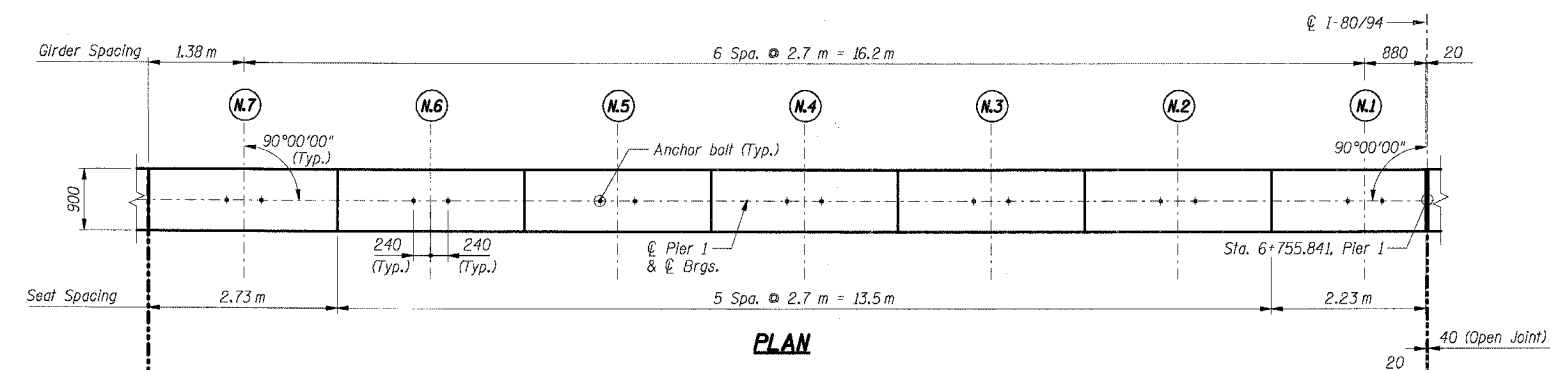 ℄ I-80/94
Girder Spacing
1.38 m
6 Spa. @ 2.7 m = 16.2 m
880
20
N.7
N.6
N.5
N.4
N.3
N.2
N.1
90°00'00"
(Typ.)
Anchor bolt (Typ.)
90°00'00"
900
240
(Typ.)
240
(Typ.)
℄ Pier 1
& ℄ Brgs.
Sta. 6+755.841, Pier 1
Seat Spacing
2.73 m
5 Spa. @ 2.7 m = 13.5 m
2.23 m
PLAN
40 (Open Joint)
20